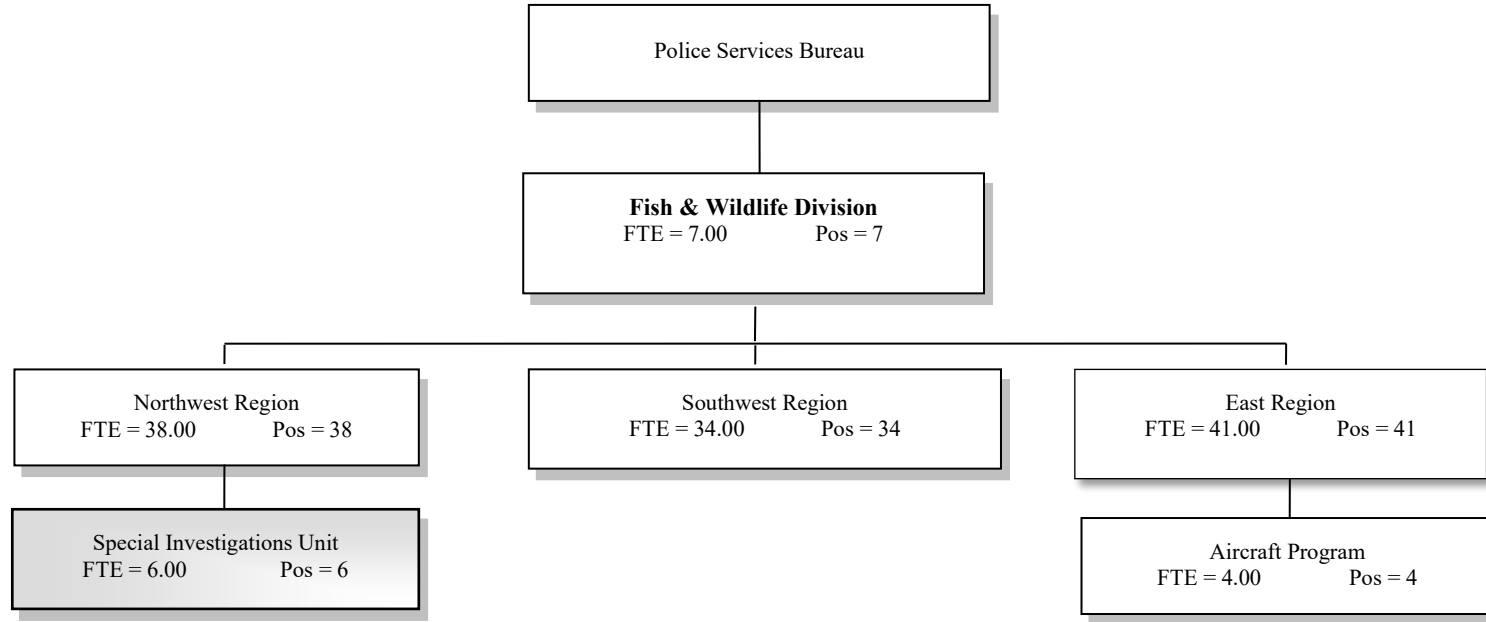 Police Services Bureau
Fish & Wildlife Division
FTE = 7.00 Pos = 7
Northwest Region
FTE = 38.00 Pos = 38
Special Investigations Unit
FTE = 6.00 Pos = 6
Southwest Region
FTE = 34.00 Pos = 34
East Region
FTE = 41.00 Pos = 41
Aircraft Program
FTE = 4.00 Pos = 4